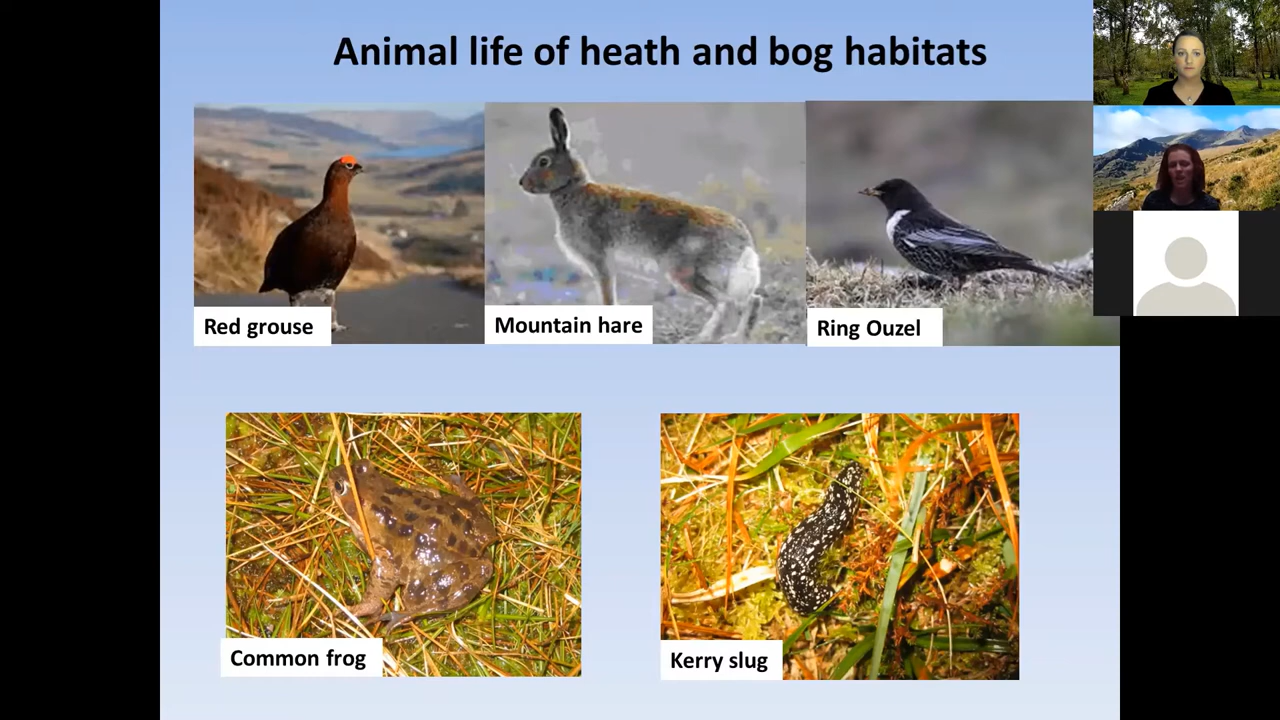 Animal life of heath and bog habitats
Red grouse
Mountain hare
Ring Ouzel
Common frog
Kerry slug